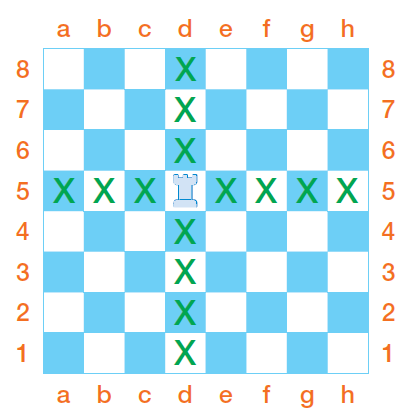 a b c d e f g h
8 X 8
7 X 7
6 X 6
5 X X X X X X X 5
4 X 4
3 X 3
2 X 2
1 X 1
a b c d e f g h